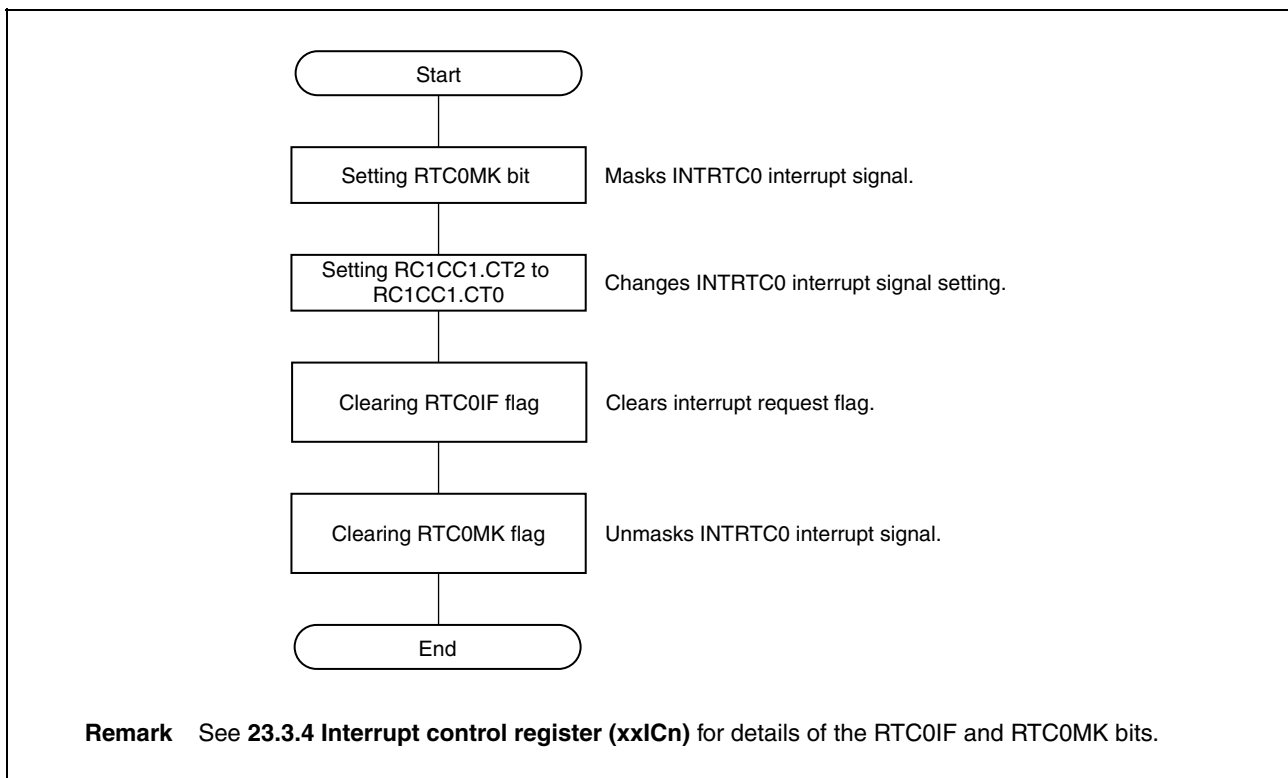 Start
Setting RTC0MK bit
Masks INTRTC0 interrupt signal.
Setting RC1CC1.CT2 to
RC1CC1.CT0
Changes INTRTC0 interrupt signal setting.
Clearing RTC0IF flag
Clears interrupt request flag.
Clearing RTC0MK flag
Unmasks INTRTC0 interrupt signal.
End
Remark See 23.3.4 Interrupt control register (xxICn) for details of the RTC0IF and RTC0MK bits.